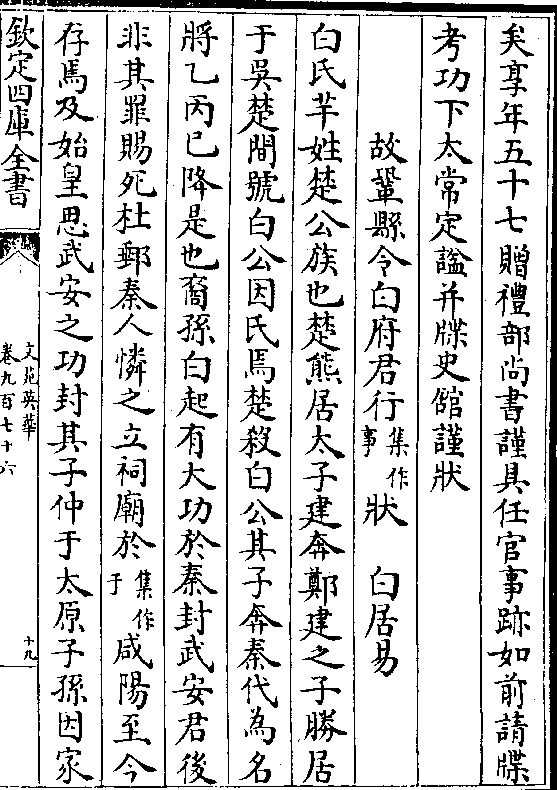 矣享年五十七贈禮部尚書謹具任官事跡如前請牒
考功下太常定謚并牒史館謹狀
故鞏縣令白府君行集作事狀　白居易
白氏芊姓楚公族也楚熊居太子建奔鄭建之子勝居
于吳楚間號白公因氏焉楚殺白公其子奔秦代為名
將乙丙巳降是也裔孫白起有大功於秦封武安君後
非其罪賜死杜郵秦人憐之立祠廟於集作于咸陽至今
存焉及始皇思武安之功封其子仲于太原子孫因家
欽定四庫全書
文苑英華
卷九百七十六
十九